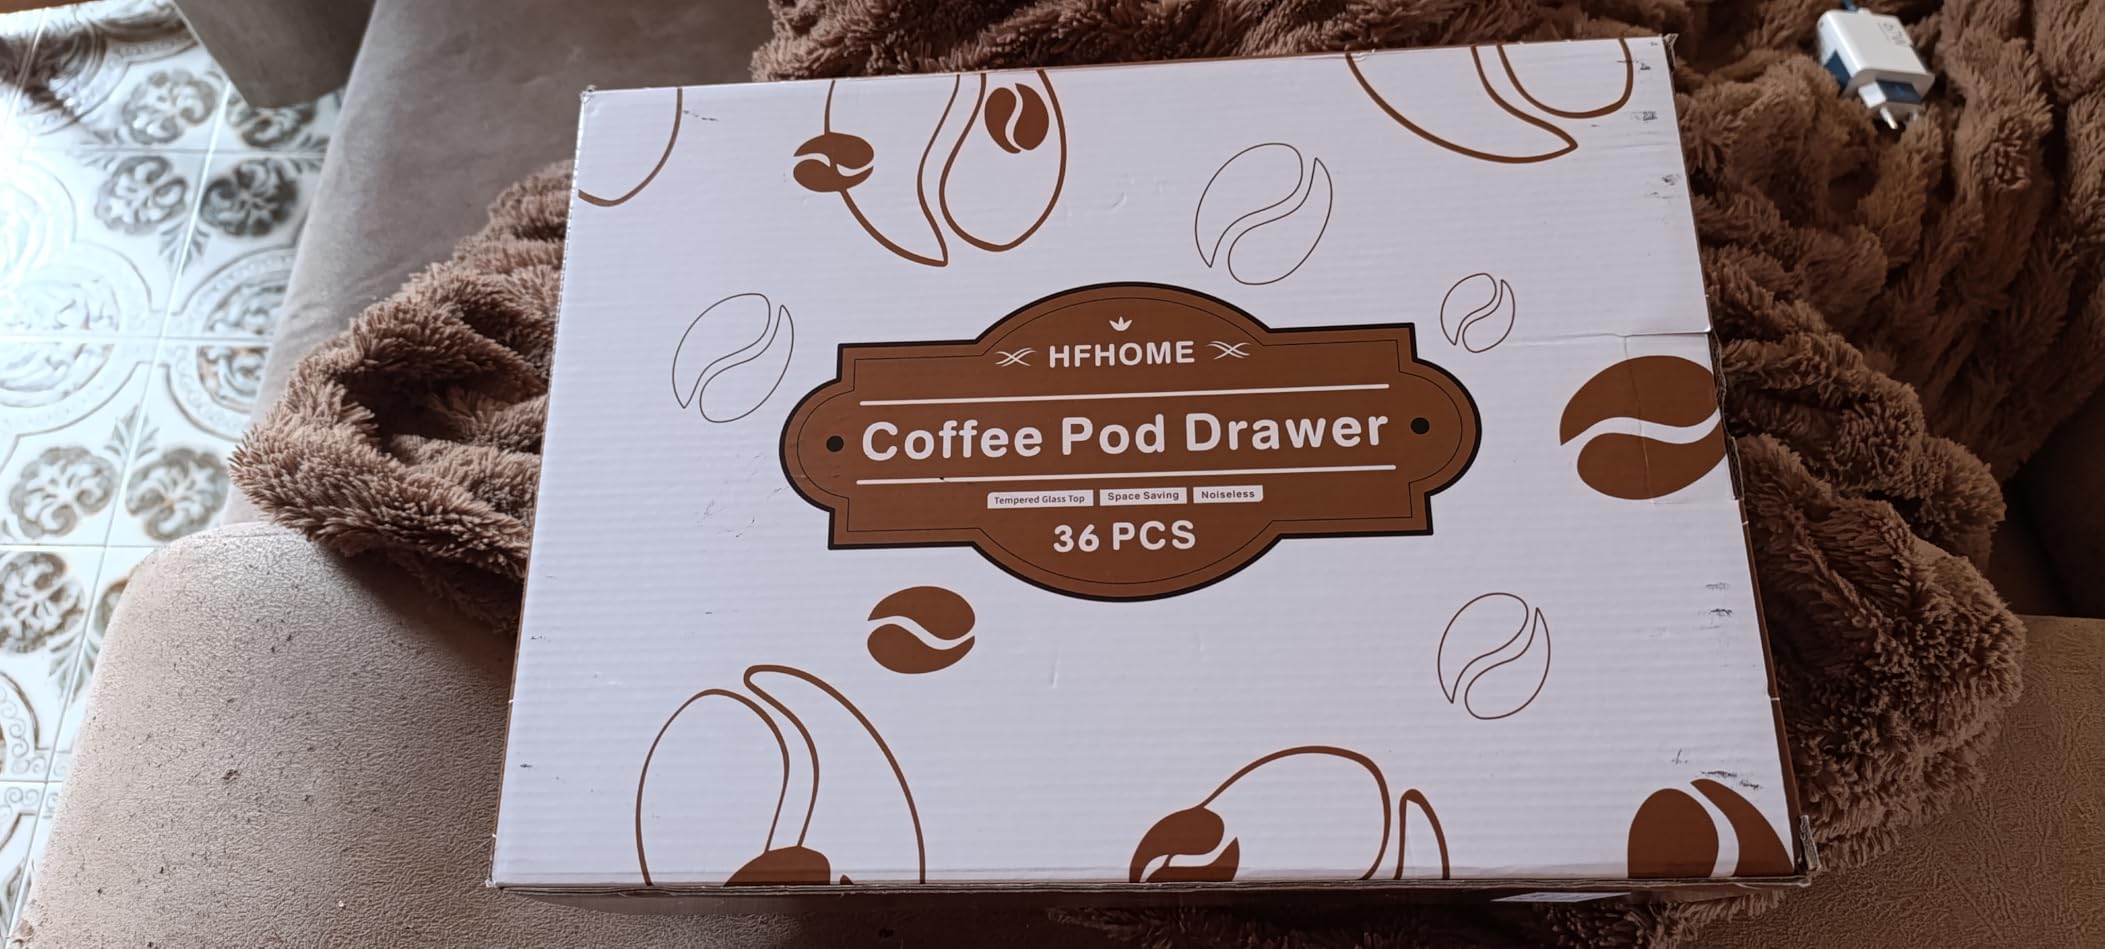 HFHOME
Coffee Pod Drawer
Tempered Glass Top Space Saving Noiseless
36 PCS